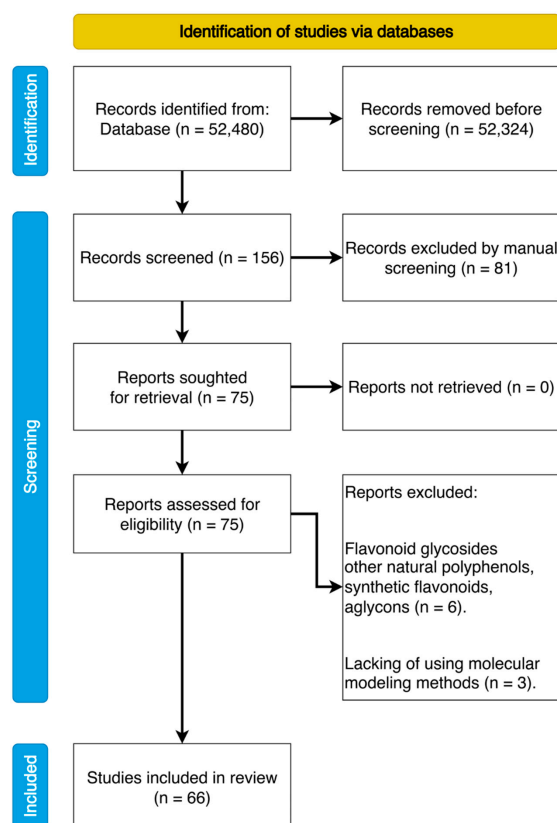 Identification of studies via databases
Identification
Records identified from:
Database (n = 52,480)
Records removed before
screening (n = 52,324)
Screening
Records screened (n = 156)
Records excluded by manual
screening (n = 81)
Reports soughted
for retrieval (n = 75)
Reports not retrieved (n = 0)
Reports assessed for
eligibility (n = 75)
Reports excluded:
Flavonoid glycosides
other natural polyphenols,
synthetic flavonoids,
aglycons (n = 6).
Lacking of using molecular
modeling methods (n = 3).
Included
Studies included in review
(n = 66)